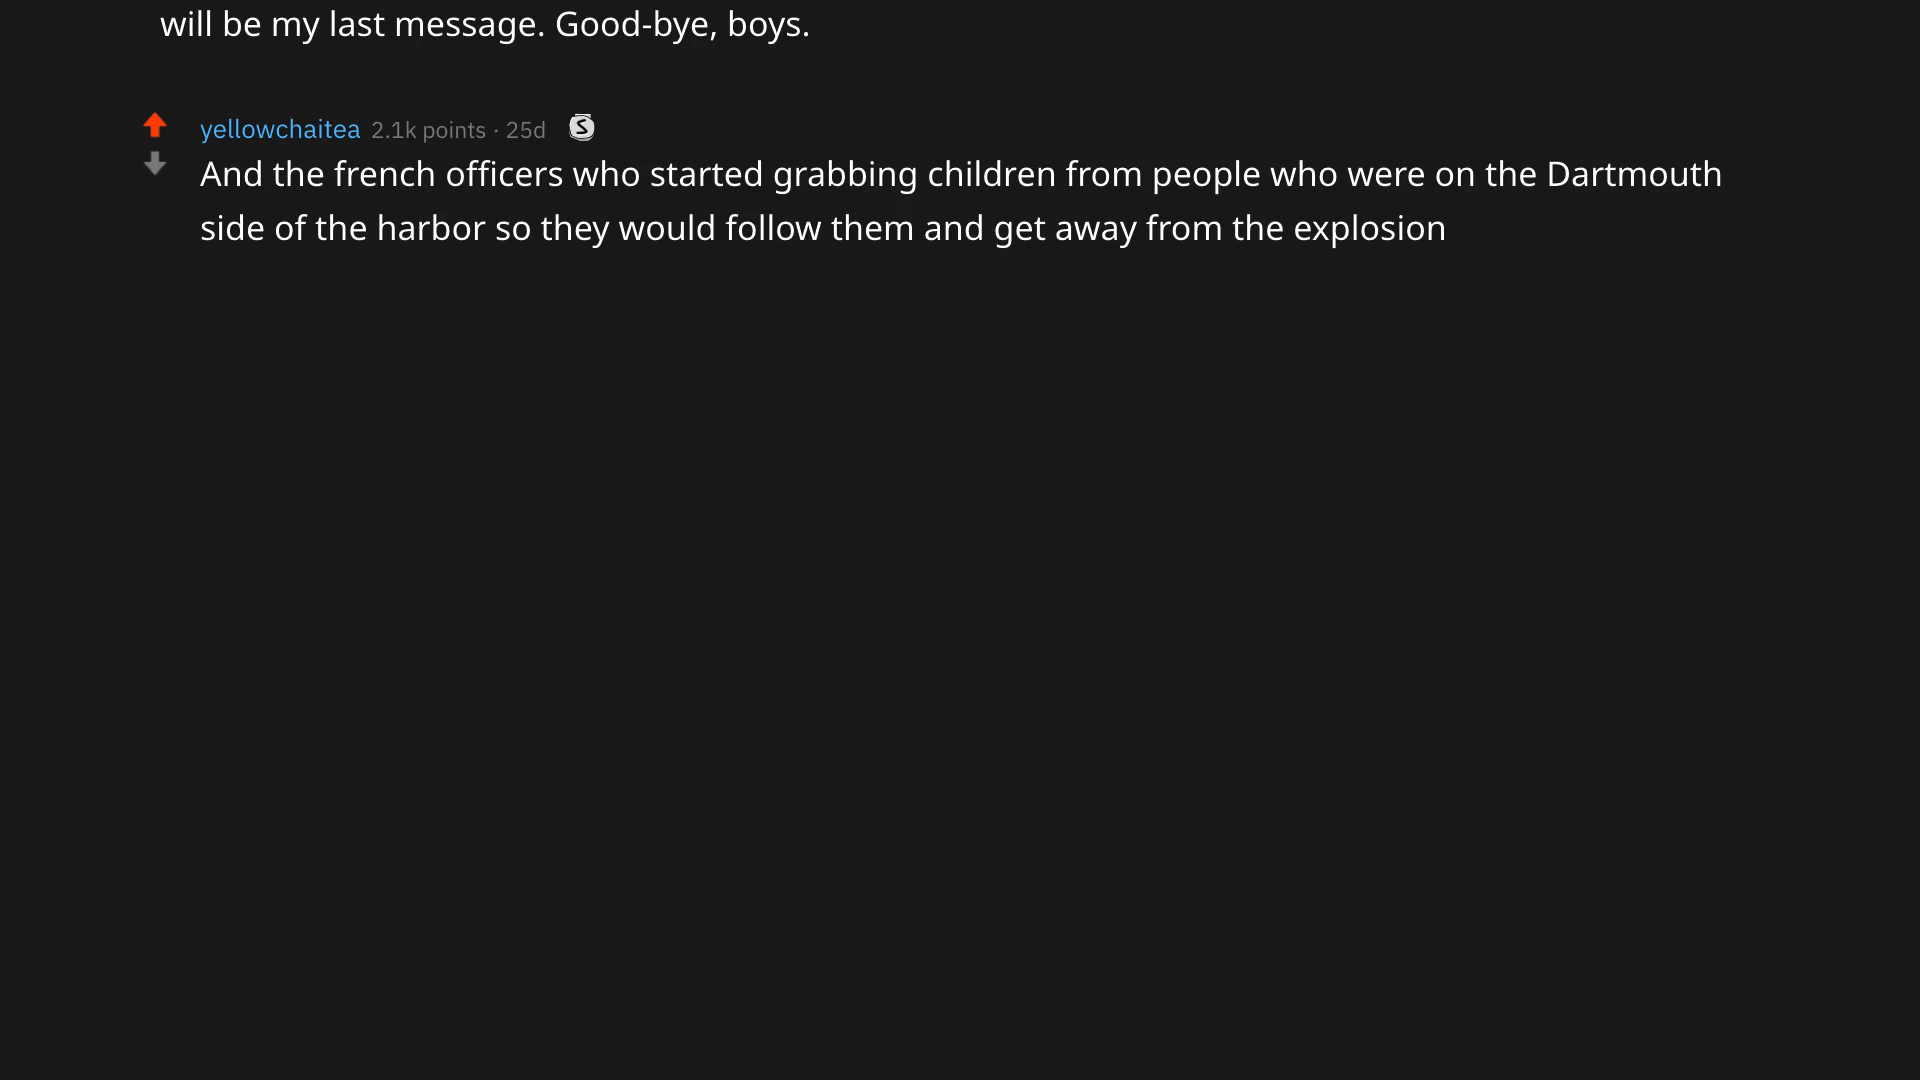 will be my last message. Good-bye, boys.
yellowchaitea 2.1k points · 25d S
And the french officers who started grabbing children from people who were on the Dartmouth
side of the harbor so they would follow them and get away from the explosion